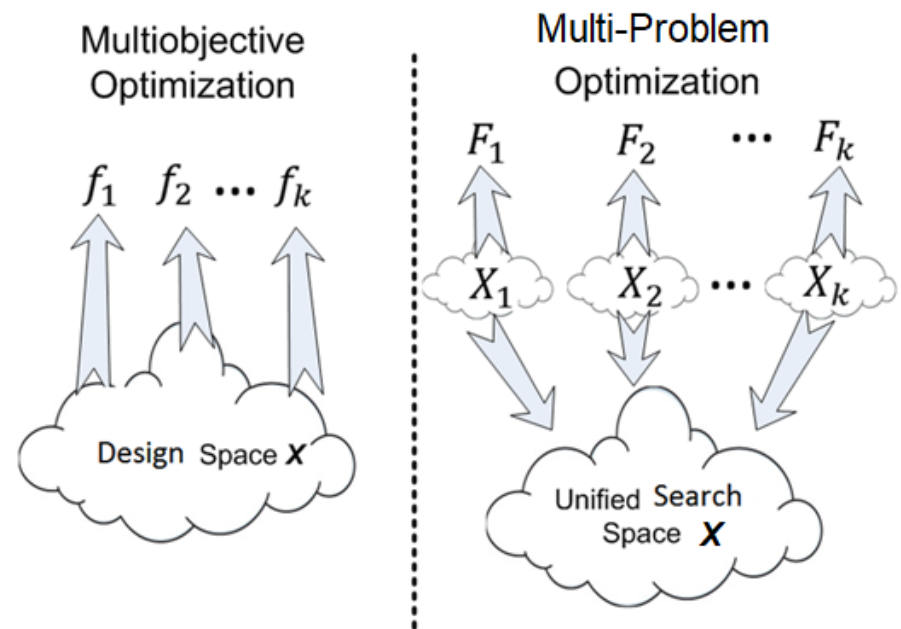 Multiobjective
Optimization
f₁ f₂ ... fₖ
Design Space X
Multi-Problem
Optimization
F₁ F₂ ... Fₖ
X₁ X₂ ... Xₖ
Unified Search
Space X